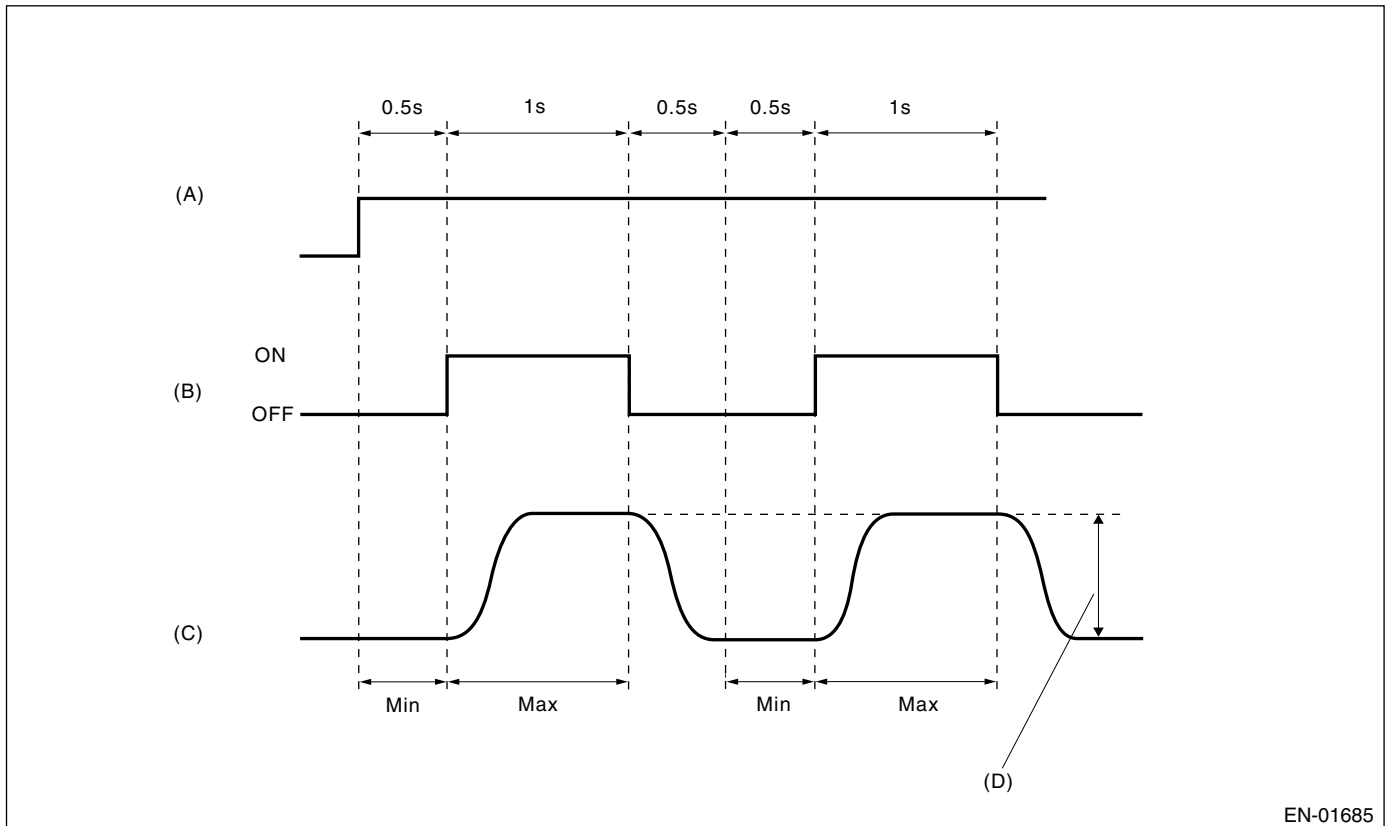 0.5s 1s 0.5s 0.5s 1s
(A)
ON
(B)
OFF
(C)
Min Max Min Max
(D)
EN-01685